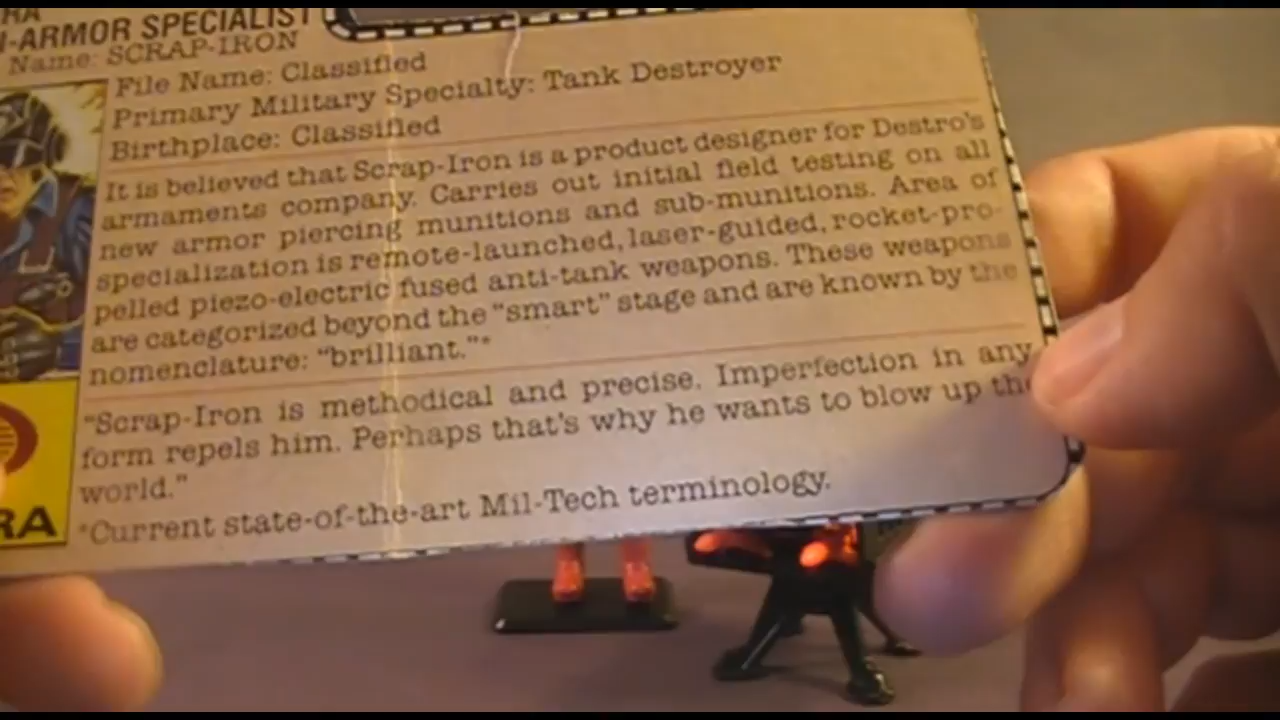 RA
-ARMOR SPECIALIST
Name: SCRAP-IRON
File Name: Classified
Primary Military Specialty: Tank Destroyer
Birthplace: Classified
It is believed that Scrap-Iron is a product designer for Destro's
armaments company. Carries out initial field testing on all
new armor piercing munitions and sub-munitions. Area of
specialization is remote-launched, laser-guided, rocket-pro-
pelled piezo-electric fused anti-tank weapons. These weapons
are categorized beyond the "smart" stage and are known by the
nomenclature: "brilliant."*
"Scrap-Iron is methodical and precise. Imperfection in any
form repels him. Perhaps that's why he wants to blow up the
world."
*Current state-of-the-art Mil-Tech terminology.
RA